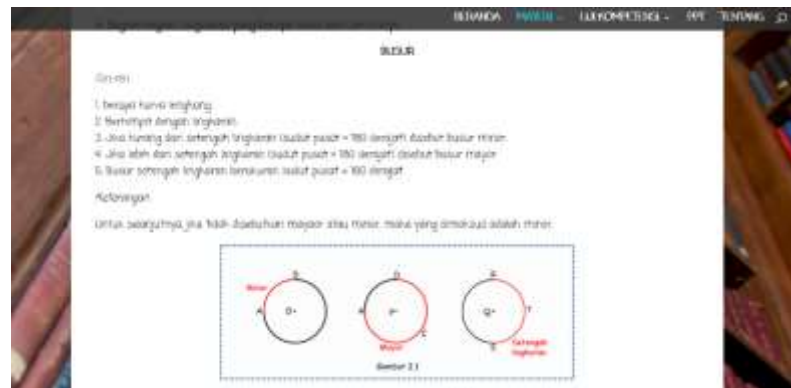 BERANDA MATERI UJI KOMPETENSI PPT TENTANG
BUSUR
Ciri-ciri
1. Berupa kurva lengkung
2. Berhimpit dengan lingkaran
3. Jika kurang dari setengah lingkaran (sudut pusat < 180 derajat) disebut busur minor
4. Jika lebih dari setengah lingkaran (sudut pusat > 180 derajat) disebut busur mayor
5. Busur setengah lingkaran berukuran sudut pusat = 180 derajat
Keterangan:
Untuk selanjutnya, jika tidak disebutkan mayor atau minor, maka yang dimaksud adalah minor.
Minor
B
A
O
D
A
P
C
Mayor
R
Q
T
S
Setengah
lingkaran
Gambar 2.1